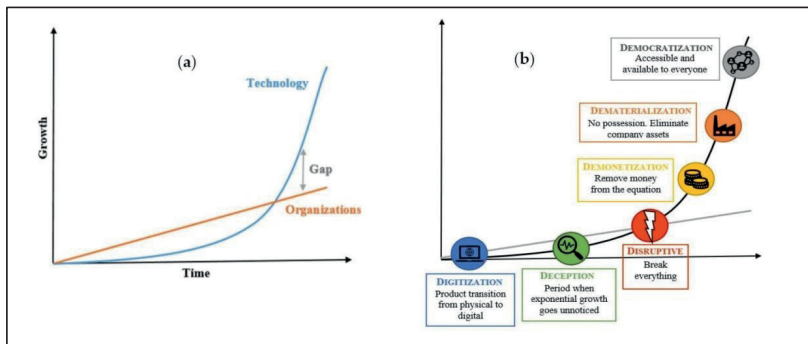 (a)
Technology
Growth
Gap
Organizations
Time
(b)
DEMOCRATIZATION
Accessible and
available to everyone
DEMATERIALIZATION
No possession. Eliminate
company assets
DEMONETIZATION
Remove money
from the equation
DISRUPTIVE
Break
everything
DIGITIZATION
Product transition
from physical to
digital
DECEPTION
Period when
exponential growth
goes unnoticed